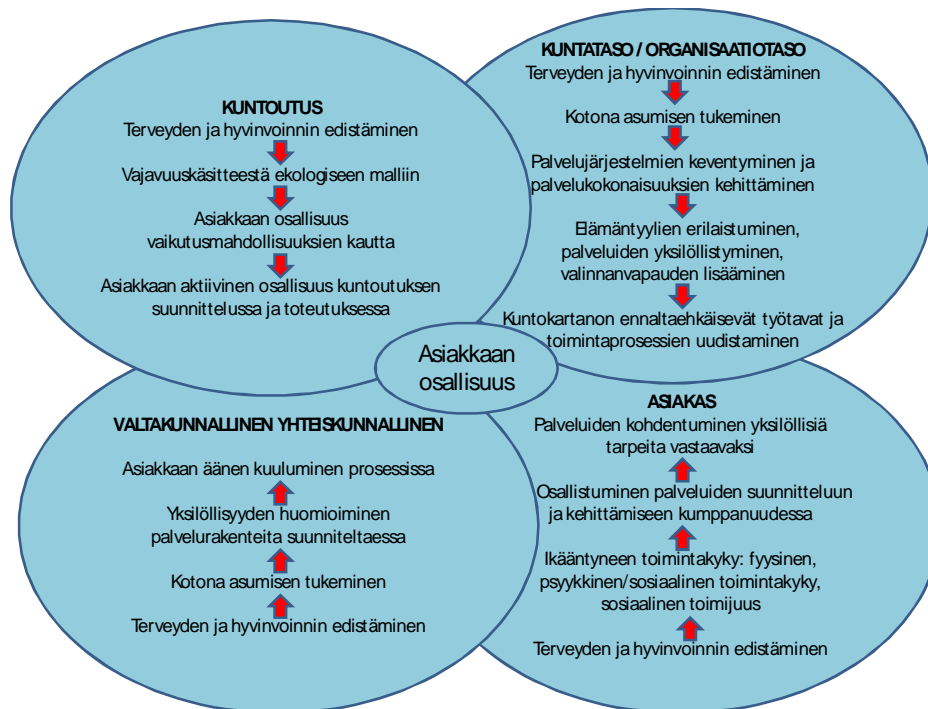 KUNTOUTUS
Terveyden ja hyvinvoinnin edistäminen
Vajavuuskäsitteestä ekologiseen malliin
Asiakkaan osallisuus
vaikutusmahdollisuuksien kautta
Asiakkaan aktiivinen osallisuus kuntoutuksen
suunnittelussa ja toteutuksessa
KUNTATASO / ORGANISAATIOTASO
Terveyden ja hyvinvoinnin edistäminen
Kotona asumisen tukeminen
Palvelujärjestelmien keventyminen ja
palvelukokonaisuuksien kehittäminen
Elämäntyylien erilaistuminen,
palveluiden yksilöllistyminen,
valinnanvapauden lisääminen
Kuntokartanon ennaltaehkäisevät työtavat ja
toimintaprosessien uudistaminen
Asiakkaan
osallisuus
VALTAKUNNALLINEN YHTEISKUNNALLINEN
Asiakkaan äänen kuuluminen prosessissa
Yksilöllisyyden huomioiminen
palvelurakenteita suunniteltaessa
Kotona asumisen tukeminen
Terveyden ja hyvinvoinnin edistäminen
ASIAKAS
Palveluiden kohdentuminen yksilöllisiä
tarpeita vastaavaksi
Osallistuminen palveluiden suunnitteluun
ja kehittämiseen kumppanuudessa
Ikääntyneen toimintakyky: fyysinen,
psyykkinen/sosiaalinen toimintakyky,
sosiaalinen toimijuus
Terveyden ja hyvinvoinnin edistäminen